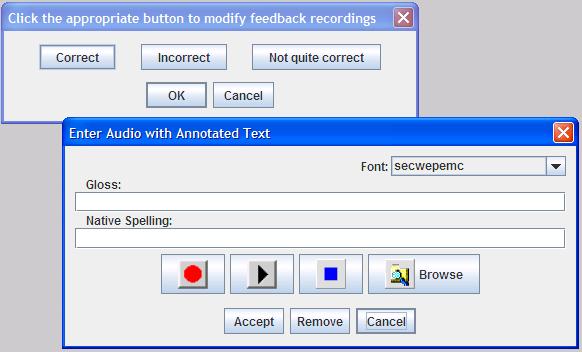 Click the appropriate button to modify feedback recordings
Correct Incorrect Not quite correct
OK Cancel
Enter Audio with Annotated Text
Font: secwepemc
Gloss:
Native Spelling:
Browse
Accept Remove Cancel